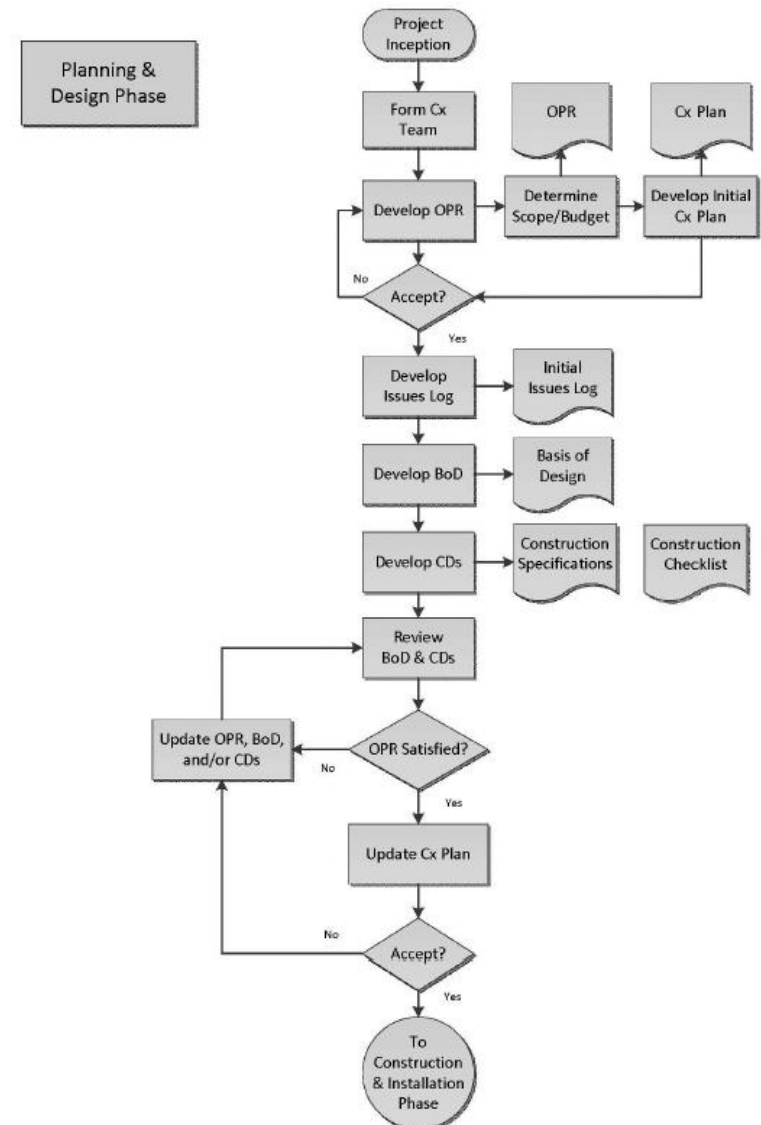 Project
Inception
Planning &
Design Phase
Form Cx
Team
OPR
Cx Plan
Develop OPR
Determine
Scope/Budget
Develop Initial
Cx Plan
No
Accept?
Yes
Develop
Issues Log
Initial
Issues Log
Develop BoD
Basis of
Design
Develop CDs
Construction
Specifications
Construction
Checklist
Review
BoD & CDs
Update OPR, BoD,
and/or CDs
No
OPR Satisfied?
Yes
Update Cx Plan
No
Accept?
Yes
To
Construction
& Installation
Phase